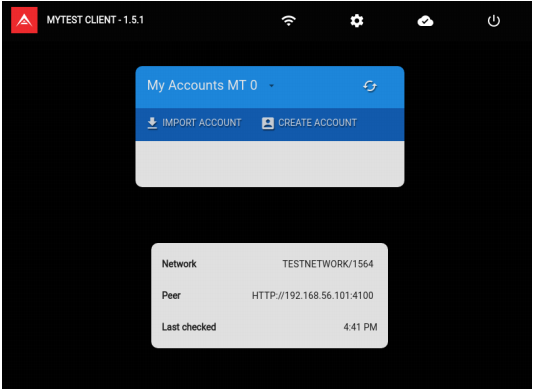 MYTEST CLIENT - 1.5.1
My Accounts MT 0
IMPORT ACCOUNT CREATE ACCOUNT
Network TESTNETWORK/1564
Peer HTTP://192.168.56.101:4100
Last checked 4:41 PM